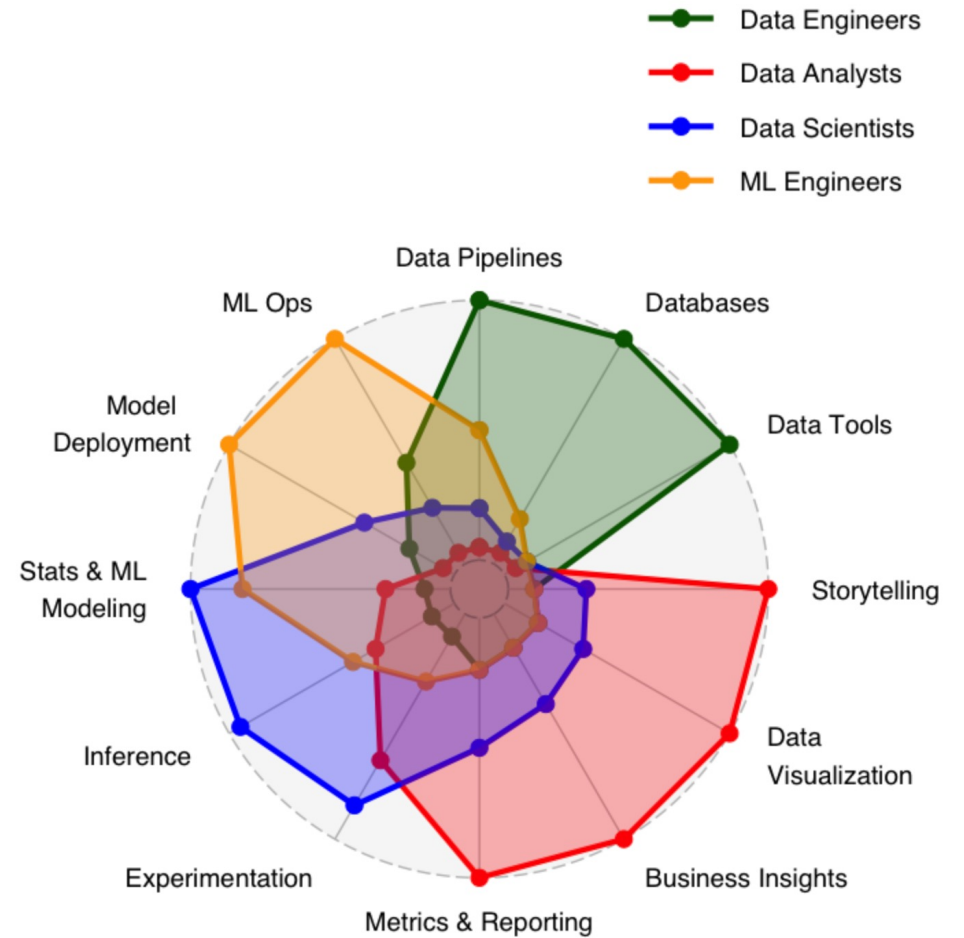 Data Engineers
Data Analysts
Data Scientists
ML Engineers
Data Pipelines
ML Ops
Databases
Model
Deployment
Data Tools
Stats & ML
Modeling
Storytelling
Inference
Data
Visualization
Experimentation
Business Insights
Metrics & Reporting